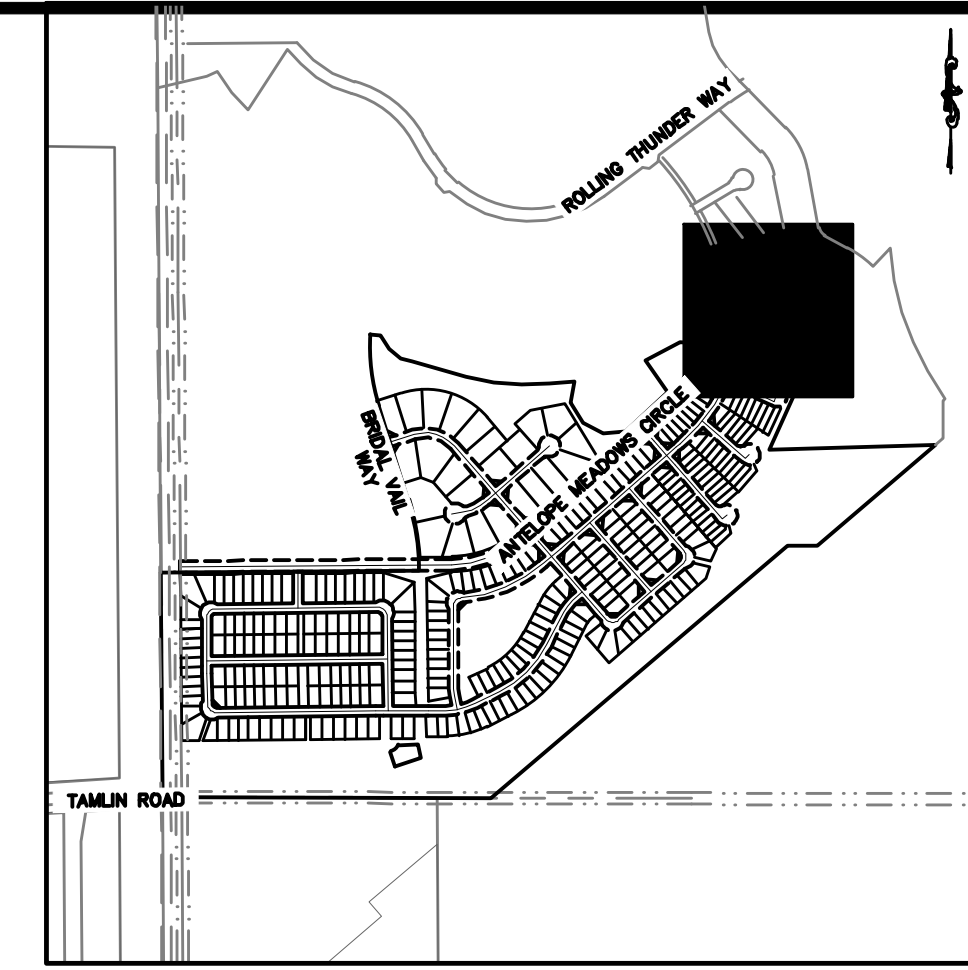 ROLLING THUNDER WAY
BRIDAL VAIL
WAY
ANTELOPE MEADOWS CIRCLE
TAMLIN ROAD